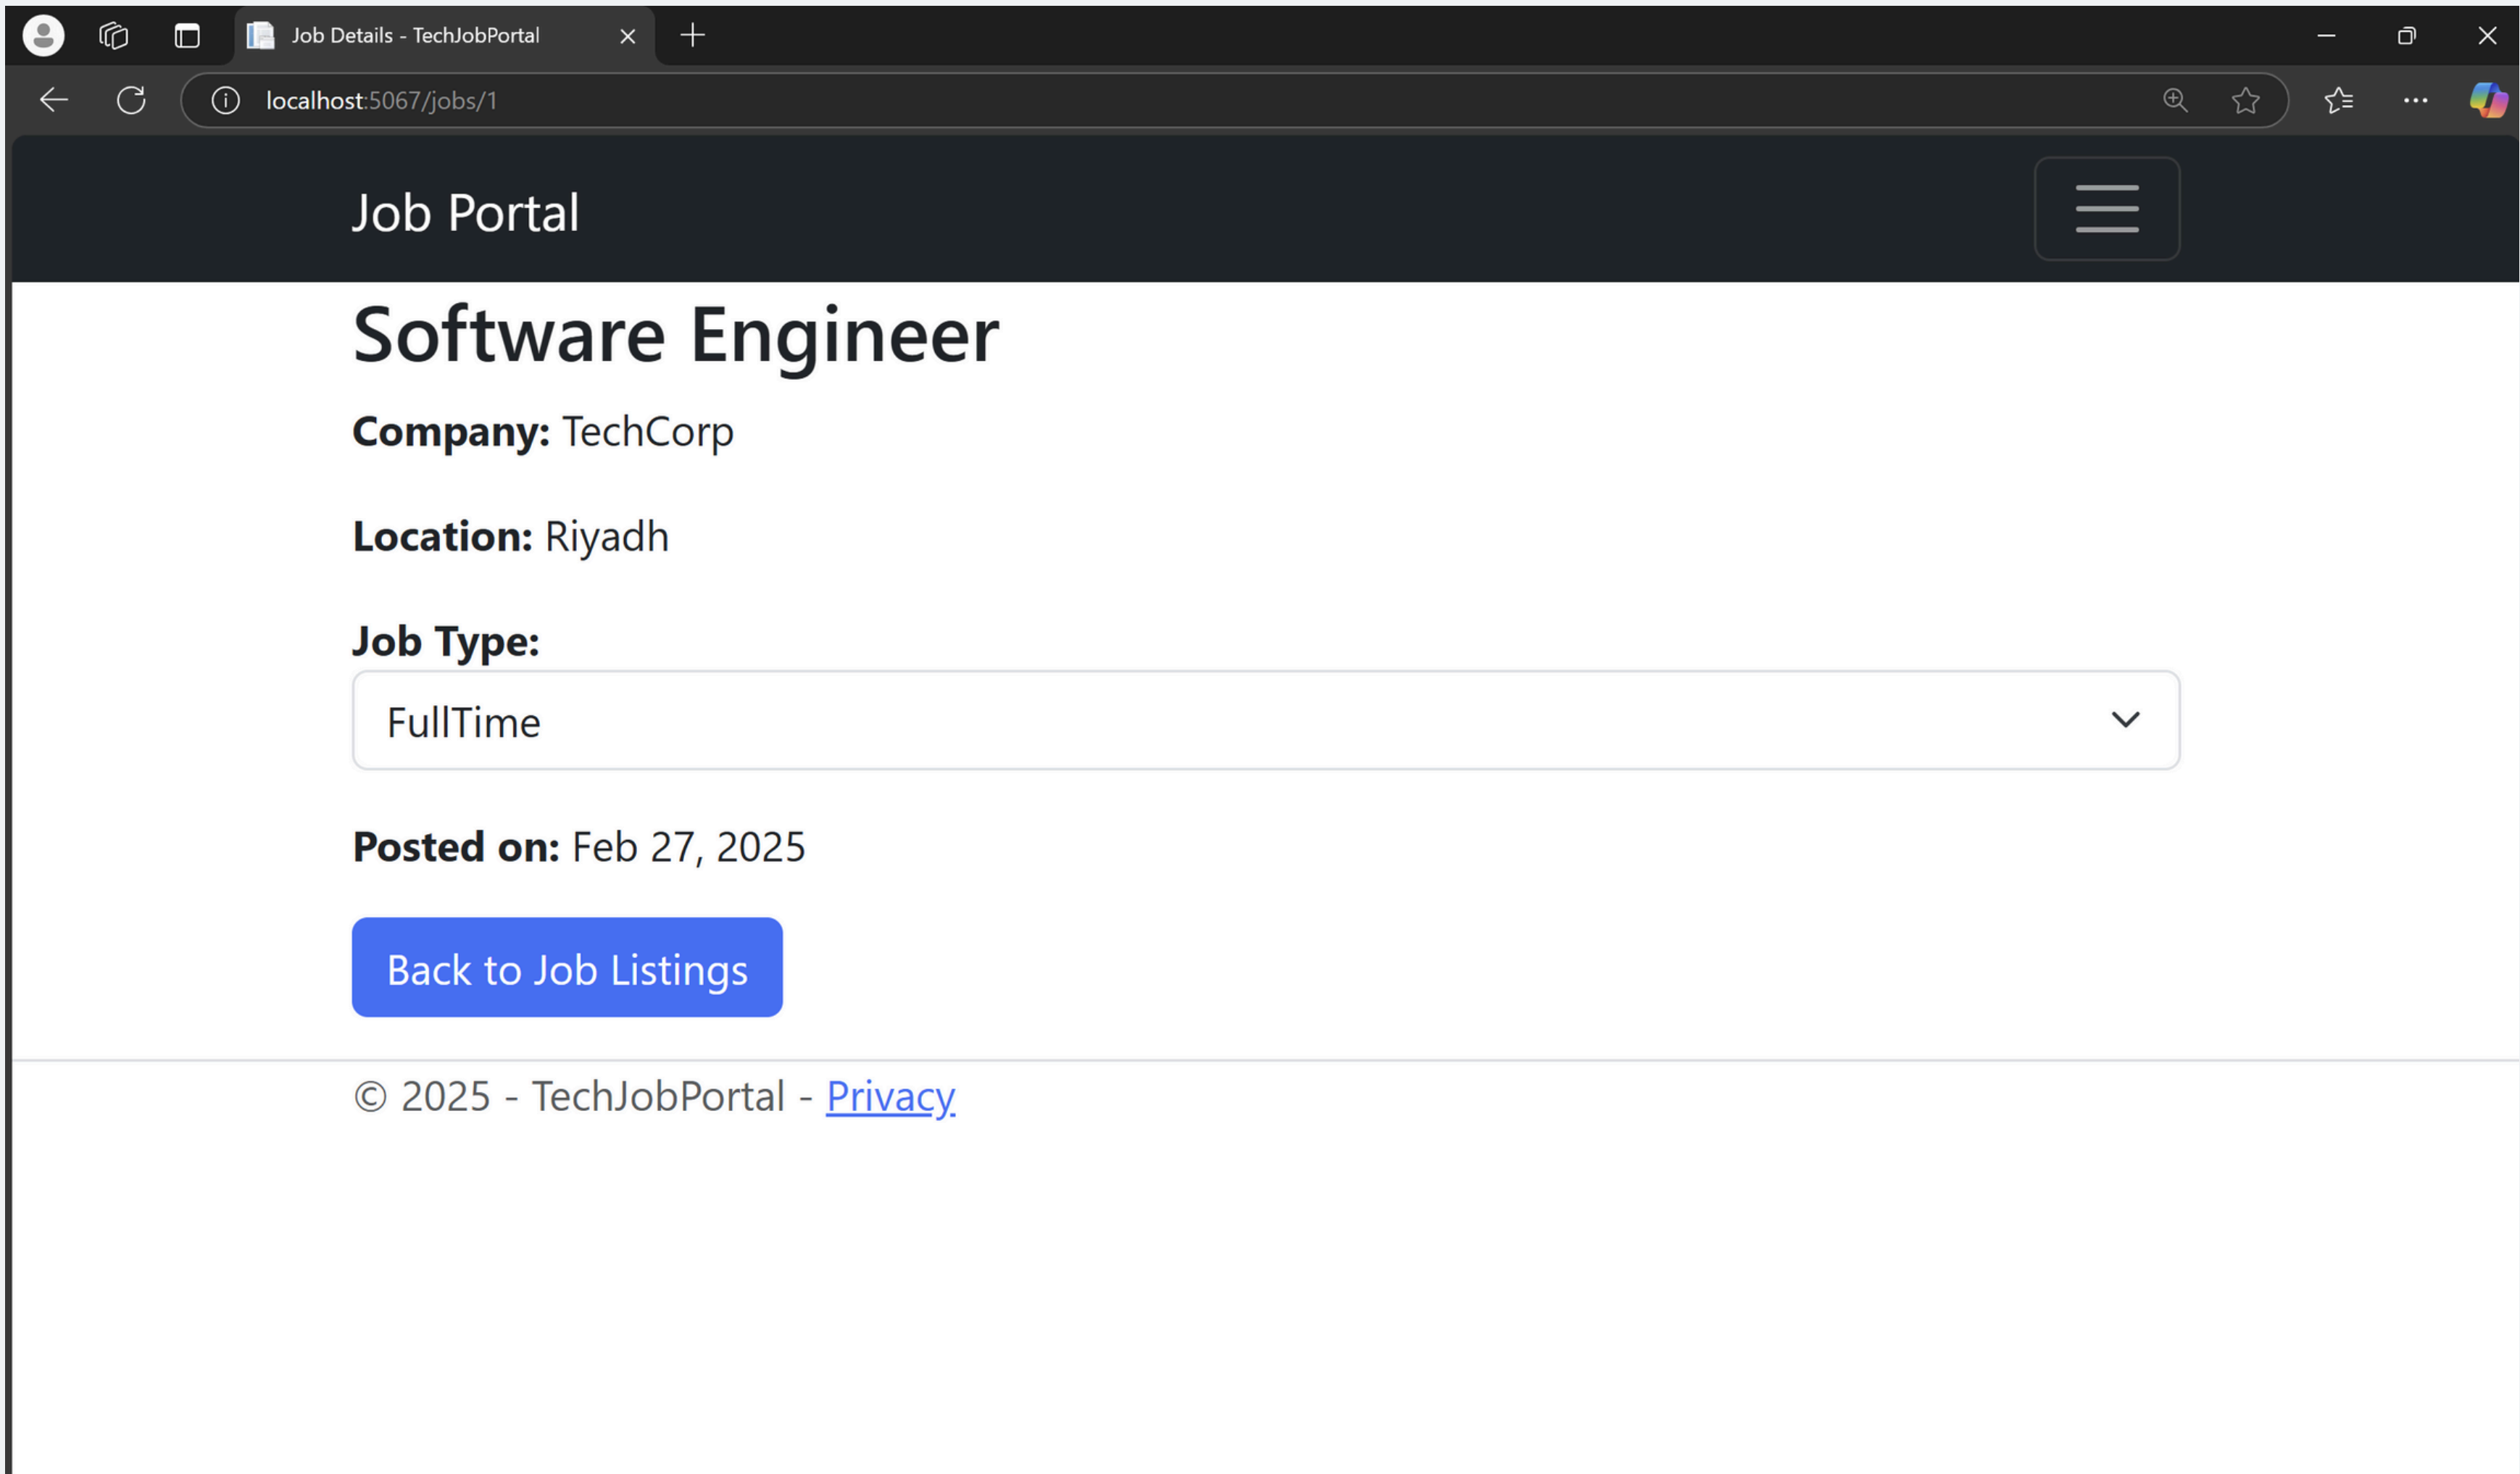 Job Details - TechJobPortal
localhost:5067/jobs/1
Job Portal
Software Engineer
Company: TechCorp
Location: Riyadh
Job Type:
FullTime
Posted on: Feb 27, 2025
Back to Job Listings
© 2025 - TechJobPortal - Privacy